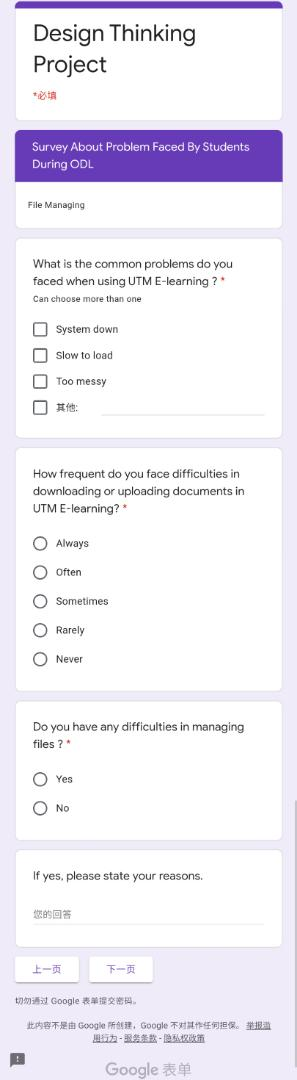 Design Thinking
Project
*必填
Survey About Problem Faced By Students
During ODL
File Managing
What is the common problems do you
faced when using UTM E-learning ? *
Can choose more than one
System down
Slow to load
Too messy
其他:
How frequent do you face difficulties in
downloading or uploading documents in
UTM E-learning? *
Always
Often
Sometimes
Rarely
Never
Do you have any difficulties in managing
files ? *
Yes
No
If yes, please state your reasons.
您的回答
上一页 下一页
切勿通过 Google 表单提交密码。
此内容不是由 Google 所创建，Google 不对其作任何担保。 举报滥
用行为 - 服务条款 - 隐私权政策
Google 表单